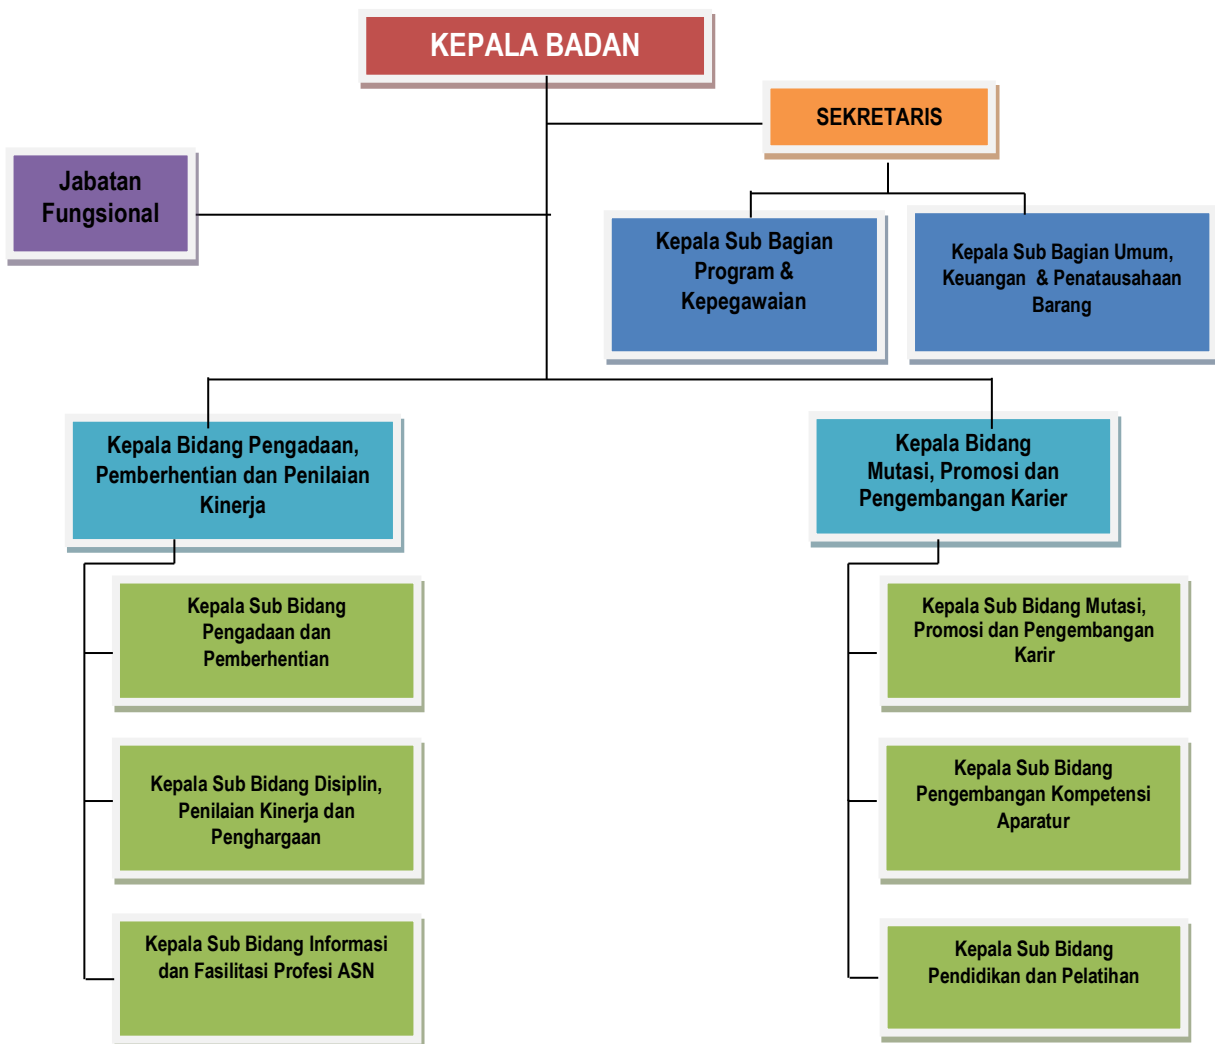 KEPALA BADAN
SEKRETARIS
Jabatan
Fungsional
Kepala Sub Bagian
Program &
Kepegawaian
Kepala Sub Bagian Umum,
Keuangan & Penatausahaan
Barang
Kepala Bidang Pengadaan,
Pemberhentian dan Penilaian
Kinerja
Kepala Bidang
Mutasi, Promosi dan
Pengembangan Karier
Kepala Sub Bidang
Pengadaan dan
Pemberhentian
Kepala Sub Bidang Mutasi,
Promosi dan Pengembangan
Karir
Kepala Sub Bidang Disiplin,
Penilaian Kinerja dan
Penghargaan
Kepala Sub Bidang
Pengembangan Kompetensi
Aparatur
Kepala Sub Bidang Informasi
dan Fasilitasi Profesi ASN
Kepala Sub Bidang
Pendidikan dan Pelatihan